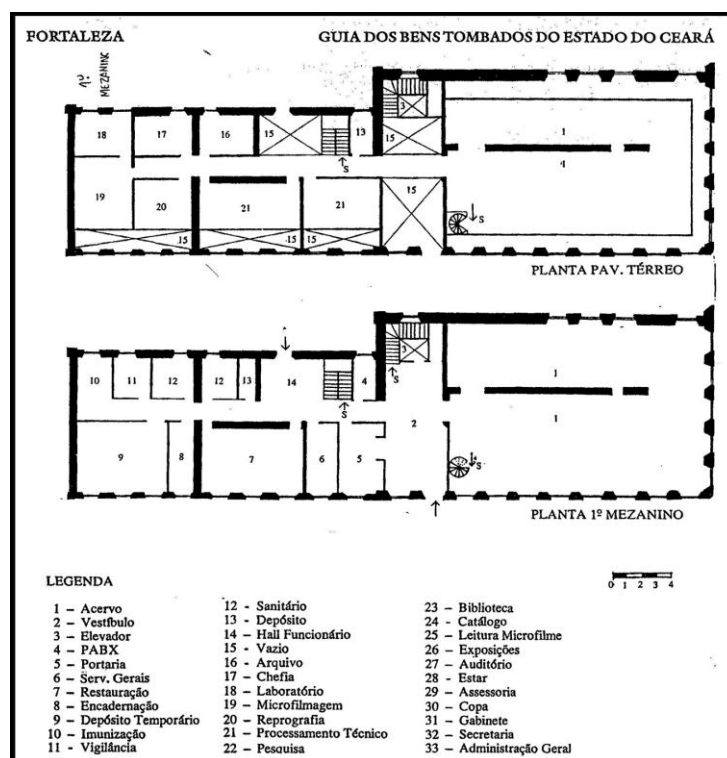 FORTALEZA
GUIA DOS BENS TOMBADOS DO ESTADO DO CEARÁ
1º
MEZANINO
3
18
17
16
15
13
15
1
1
19
20
21
21
15
S
S
15
15
15
PLANTA PAV. TÉRREO
3
10
11
12
12
13
14
4
S
S
1
2
1
9
8
7
6
5
S
PLANTA 1º MEZANINO
LEGENDA
0 1 2 3 4
1 – Acervo
2 – Vestíbulo
3 – Elevador
4 – PABX
5 – Portaria
6 – Serv. Gerais
7 – Restauração
8 – Encadernação
9 – Depósito Temporário
10 – Imunização
11 – Vigilância
12 - Sanitário
13 – Depósito
14 – Hall Funcionário
15 – Vazio
16 – Arquivo
17 – Chefia
18 – Laboratório
19 – Microfilmagem
20 – Reprografia
21 – Processamento Técnico
22 – Pesquisa
23 – Biblioteca
24 – Catálogo
25 – Leitura Microfilme
26 – Exposições
27 – Auditório
28 - Estar
29 – Assessoria
30 – Copa
31 – Gabinete
32 – Secretaria
33 – Administração Geral